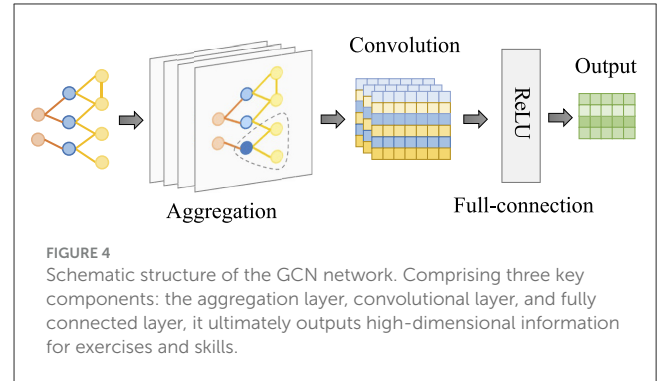 Convolution
Output
ReLU
Aggregation
Full-connection
FIGURE 4
Schematic structure of the GCN network. Comprising three key
components: the aggregation layer, convolutional layer, and fully
connected layer, it ultimately outputs high-dimensional information
for exercises and skills.